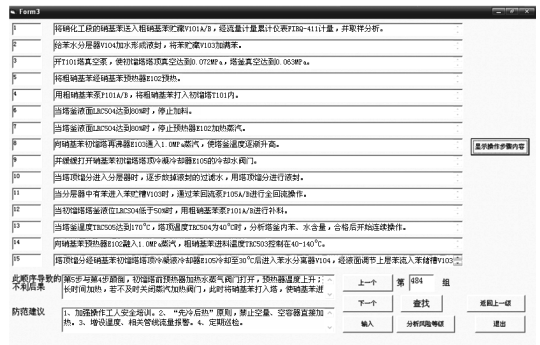 Form3
1 将硝化工段的硝基苯送入粗硝基苯贮藏V101A/B，经流量计量累计仪表FIRQ-411计量，并取样分析。
2 给苯水分层器V104加水形成液封，将苯贮藏V103加满苯。
3 开T101塔真空泵，使初馏塔塔顶真空达到0.072MPa，塔釜真空达到0.063MPa。
5 将粗硝基苯经硝基苯预热器E102预热。
4 用粗硝基苯泵P101A/B，将粗硝基苯打入初馏塔T101内。
6 当塔釜液面LRC504达到80%时，停止加料。
7 当塔釜液面LRC504达到80%时，停止预热器E102加热蒸汽。
8 向硝基苯初馏塔再沸器E103通入1.0MPa蒸汽，使塔釜温度逐渐升高。
9 并缓缓打开硝基苯初馏塔塔顶冷凝冷却器E105的冷却水阀门。
10 当塔顶馏分进入分层器时，逐步放掉液封的过滤水，用塔顶馏分进行液封。
11 当分层器中有苯进入苯贮槽V103时，通过苯回流泵P105A/B进行全回流操作。
12 当初馏塔塔釜液位LRC504低于50%时，用粗硝基苯泵P101A/B进行补料。
13 当塔釜温度TRC505达到170℃，塔顶温度TRC504为40℃时，分析塔釜内苯、水含量，合格后开始连续操作。
14 向硝基苯预热器E102融入1.0MPa蒸汽，粗硝基苯进料温度TRC503控制在40-140℃。
15 塔顶馏分经硝基苯初馏塔塔顶冷凝冷却器E105冷却至30℃后进入苯水分离器V104，经液面调节上层苯流入苯储槽V103
显示操作步骤内容
此顺序导致的不利后果
第5步与第4步颠倒，初馏塔前预热器加热水蒸气阀门打开，预热器温度上升；
长时间加热，若不及时关闭蒸汽加热阀门，此时将硝基苯打入塔，使硝基苯进
防范建议
1、加强操作工人安全培训。2、“先冷后热”原则，禁止空量、空容器直接加
热。3、增设温度、相关管线流量报警。4、定期巡检。
上一个 第 484 组
下一个 查找 返回上一级
输入 分析风险等级 退出